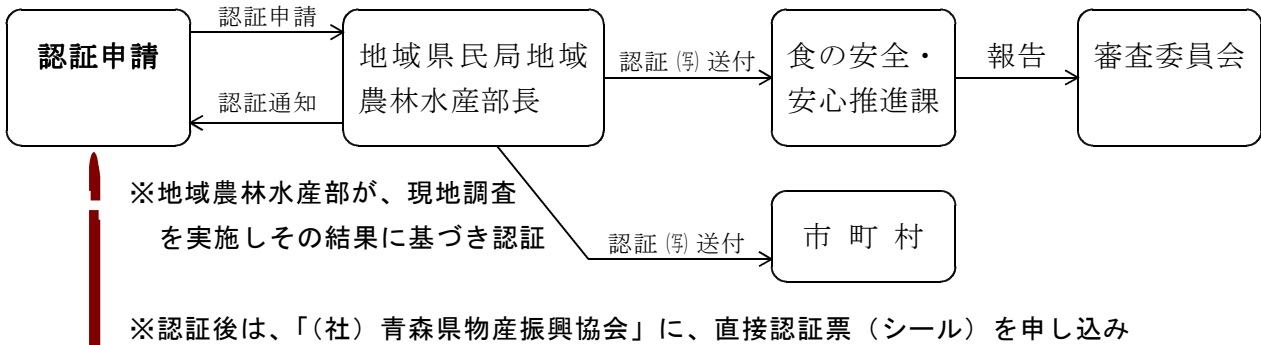 認証申請
認証申請
認証通知
地域県民局地域
農林水産部長
認証㈢送付
食の安全・
安心推進課
報告
審査委員会
※地域農林水産部が、現地調査
を実施しその結果に基づき認証
認証(写)送付
市町村
※認証後は、「(社)青森県物産振興協会」に、直接認証票(シール)を申し込み